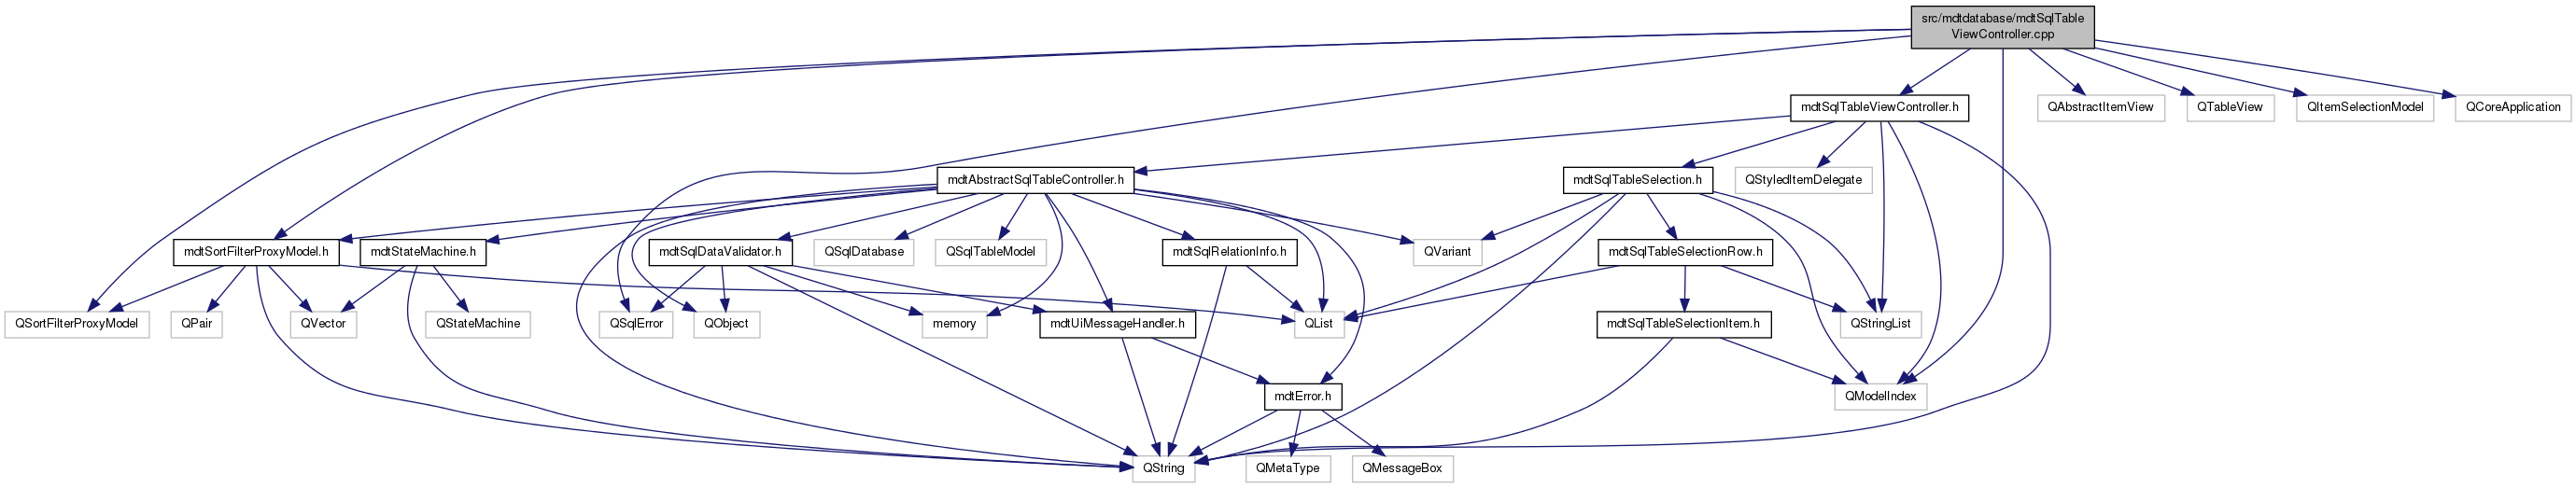 src/mdtdatabase/mdtSqlTable
ViewController.cpp
mdtSqlTableViewController.h
QAbstractItemView
QTableView
QItemSelectionModel
QCoreApplication
mdtAbstractSqlTableController.h
mdtSqlTableSelection.h
QStyledItemDelegate
mdtSortFilterProxyModel.h
mdtStateMachine.h
mdtSqlDataValidator.h
QSqlDatabase
QSqlTableModel
mdtSqlRelationInfo.h
QVariant
mdtSqlTableSelectionRow.h
QSortFilterProxyModel
QPair
QVector
QStateMachine
QSqlError
QObject
memory
mdtUiMessageHandler.h
QList
mdtSqlTableSelectionItem.h
QStringList
mdtError.h
QModelIndex
QString
QMetaType
QMessageBox